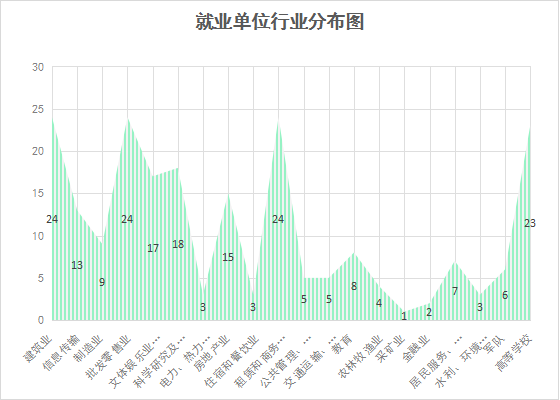 就业单位行业分布图
30
25
20
15
10
5
0
24
13
9
24
17
18
3
15
3
24
5
5
8
4
1
2
7
3
6
23
建筑业
信息传输
制造业
批发零售业
文体娱乐业…
科学研究及…
电力、热力…
房地产业
住宿和餐饮业
租赁和商务…
公共管理、…
交通运输、…
教育
农林牧渔业
采矿业
金融业
居民服务、…
水利、环境…
军队
高等学校